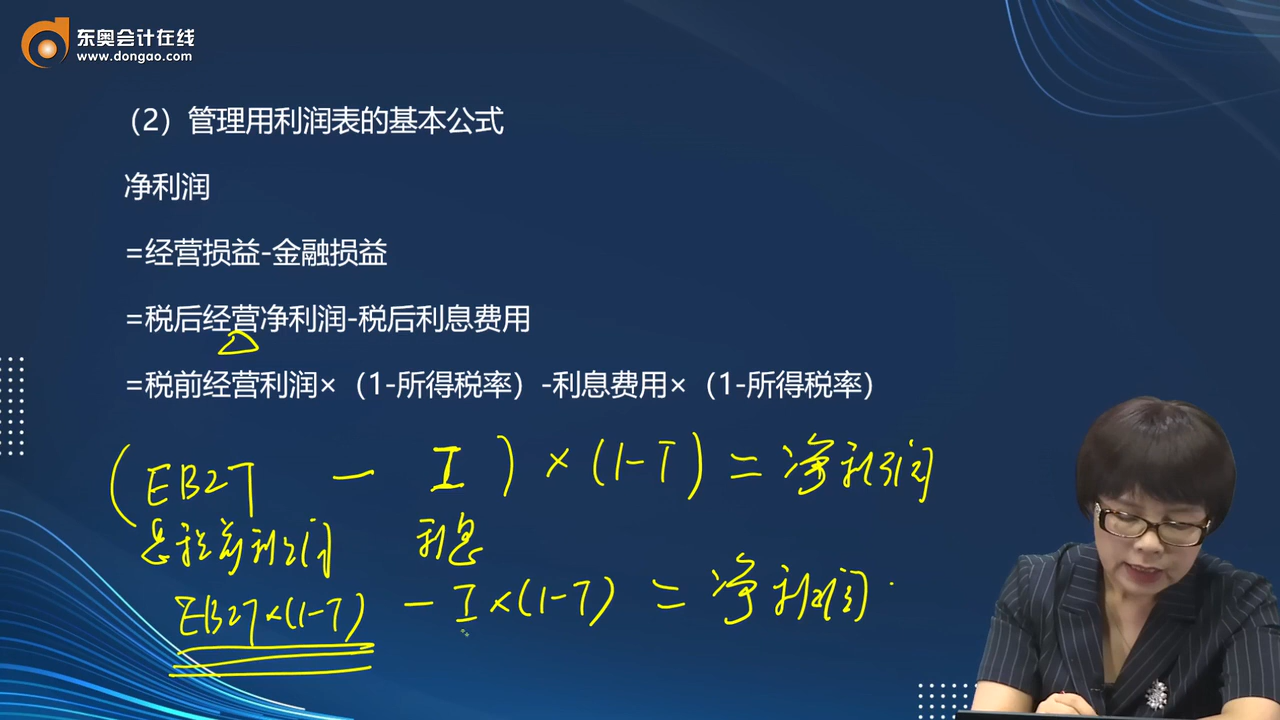 东奥会计在线
www.dongao.com
（2）管理用利润表的基本公式
净利润
=经营损益-金融损益
=税后经营净利润-税后利息费用
=税前经营利润×（1-所得税率）-利息费用×（1-所得税率）
(EBIT - I) × (1-T) = 净利润
息税前利润 利息
EBIT×(1-T) - I×(1-T) = 净利润